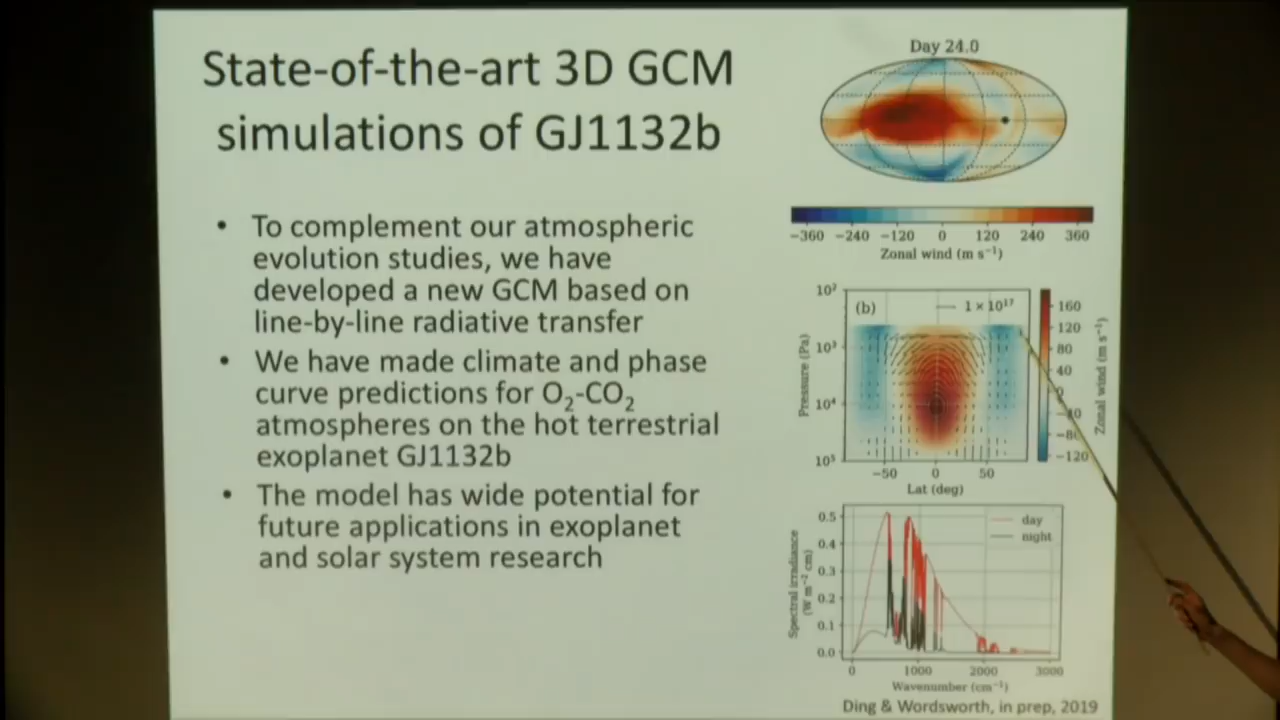 State-of-the-art 3D GCM
simulations of GJ1132b
• To complement our atmospheric
evolution studies, we have
developed a new GCM based on
line-by-line radiative transfer
• We have made climate and phase
curve predictions for O₂-CO₂
atmospheres on the hot terrestrial
exoplanet GJ1132b
• The model has wide potential for
future applications in exoplanet
and solar system research
Day 24.0
−360 −240 −120 0 120 240 360
Zonal wind (m s⁻¹)
(b)
1 × 10¹⁷
10²
10³
10⁴
10⁵
Pressure (Pa)
−50 0 50
Lat (deg)
160
120
80
40
0
−80
−120
Zonal wind (m s⁻¹)
day
night
0.5
0.4
0.3
0.2
0.1
0.0
Spectral irradiance
(W m⁻² cm)
0 1000 2000 3000
Wavenumber (cm⁻¹)
Ding & Wordsworth, in prep, 2019